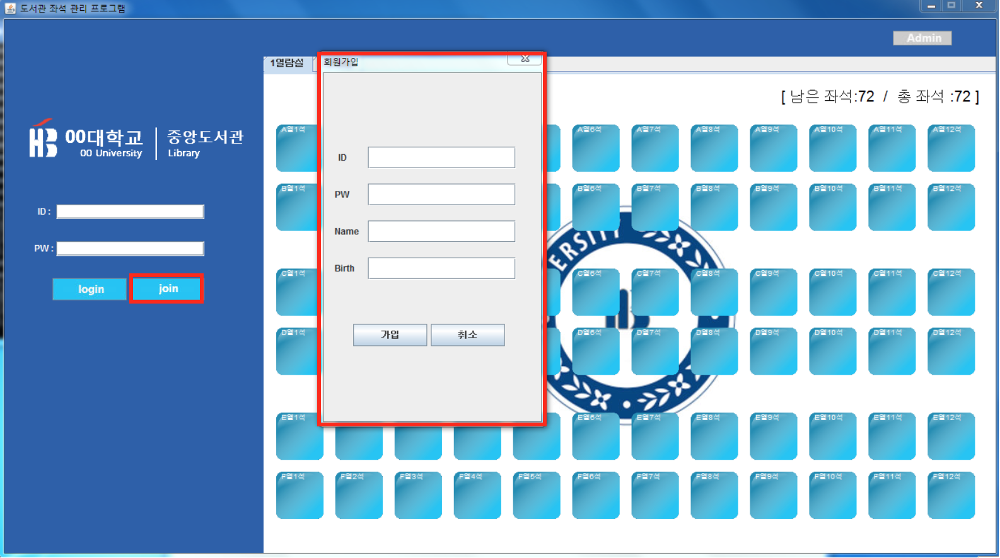 도서관 좌석 관리 프로그램
Admin
1열람실
회원가입
[ 남은 좌석:72 / 총 좌석 :72 ]
00대학교 중앙도서관
00 University Library
ID :
PW :
login join
ID
PW
Name
Birth
가입 취소
A열1석 A열6석 A열7석 A열8석 A열9석 A열10석 A열11석 A열12석
B열1석 B열6석 B열7석 B열8석 B열9석 B열10석 B열11석 B열12석
ERSITY
C열1석 C열6석 C열7석 C열8석 C열9석 C열10석 C열11석 C열12석
D열1석 D열6석 D열7석 D열8석 D열9석 D열10석 D열11석 D열12석
E열1석 E열6석 E열7석 E열8석 E열9석 E열10석 E열11석 E열12석
F열1석 F열2석 F열3석 F열4석 F열5석 F열6석 F열7석 F열8석 F열9석 F열10석 F열11석 F열12석